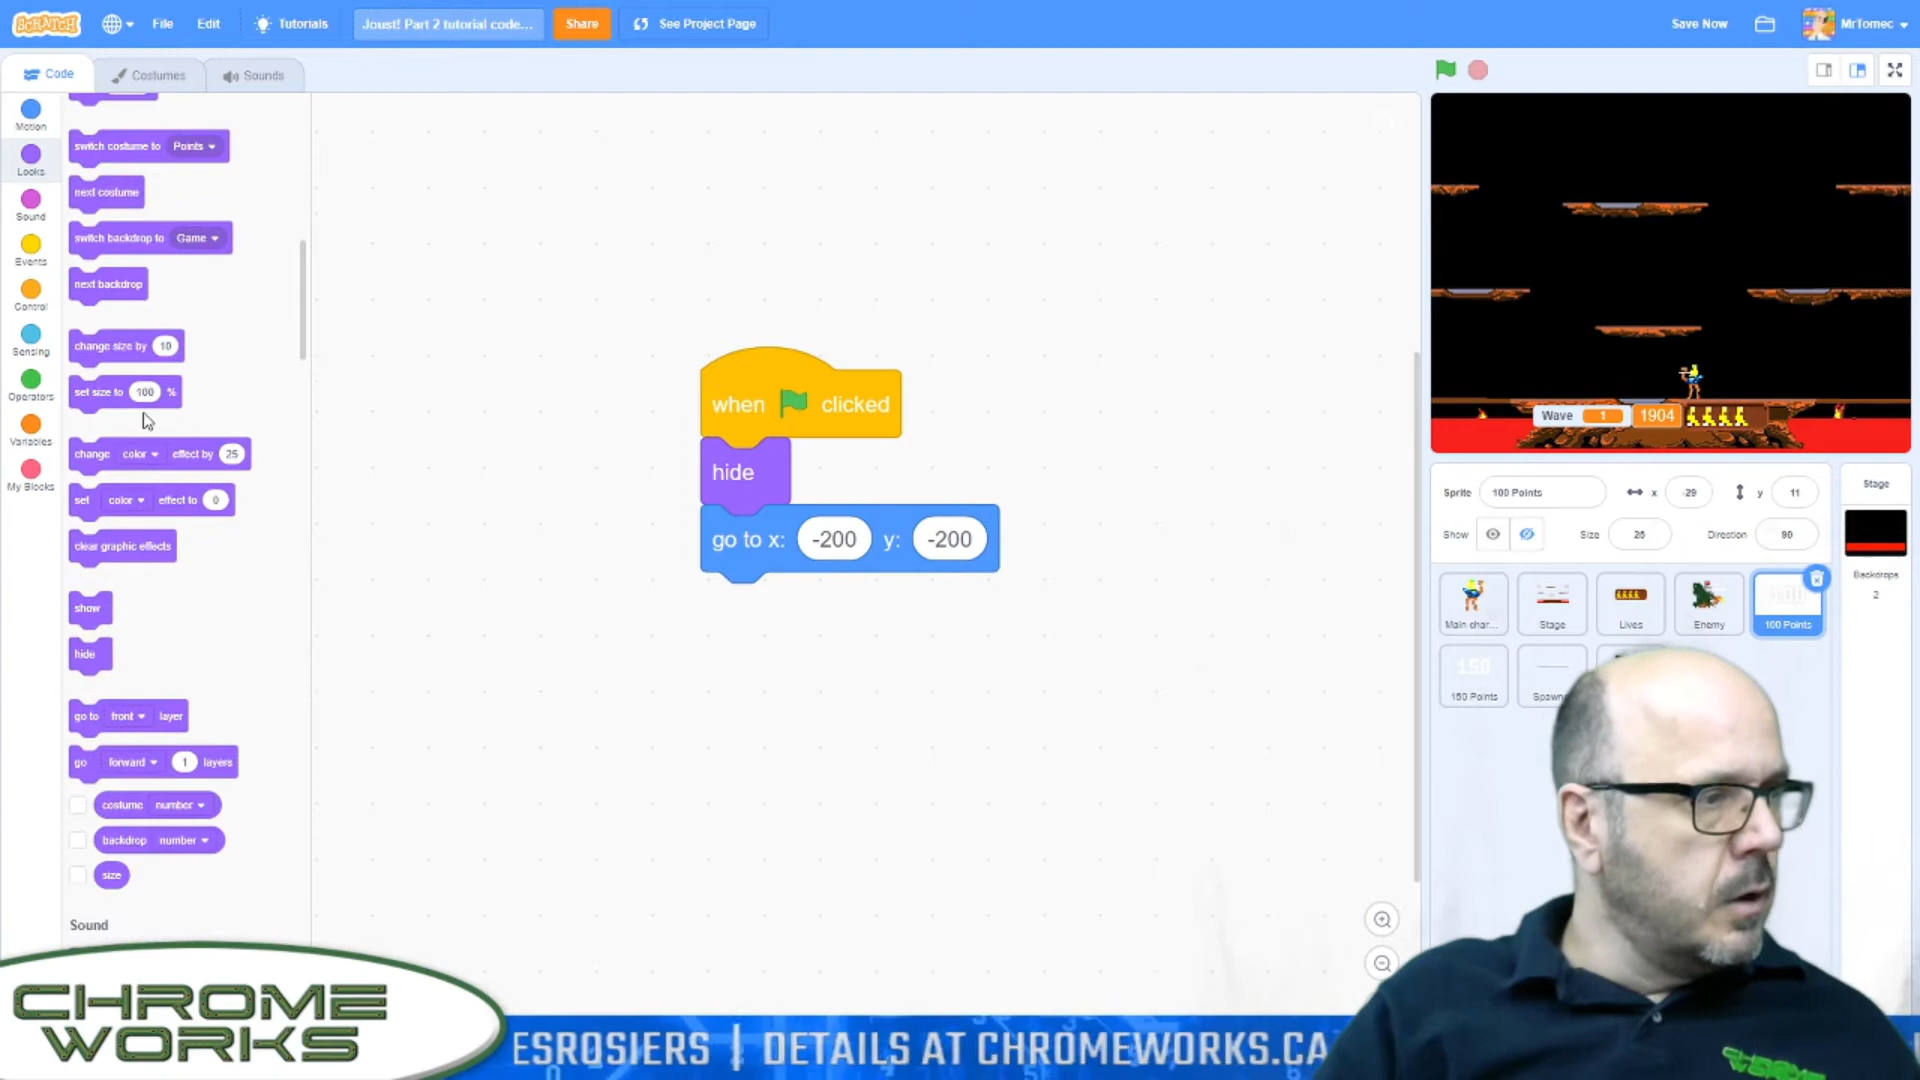 SCRATCH
File
Edit
Tutorials
Joust! Part 2 tutorial code...
Share
See Project Page
Save Now
MrTomec
Code
Costumes
Sounds
Motion
Looks
Sound
Events
Control
Sensing
Operators
Variables
My Blocks
switch costume to Points
next costume
switch backdrop to Game
next backdrop
change size by 10
set size to 100 %
change color effect by 25
set color effect to 0
clear graphic effects
show
hide
go to front layer
go forward 1 layers
costume number
backdrop number
size
Sound
when clicked
hide
go to x: -200 y: -200
Wave 1
1904
Sprite 100 Points x -29 y 11
Show Size 25 Direction 90
Main char...
Stage
Lives
Enemy
100 Points
150
150 Points
Stage
Backdrops
2
CHROME
WORKS
ESROSIERS | DETAILS AT CHROMEWORKS.CA